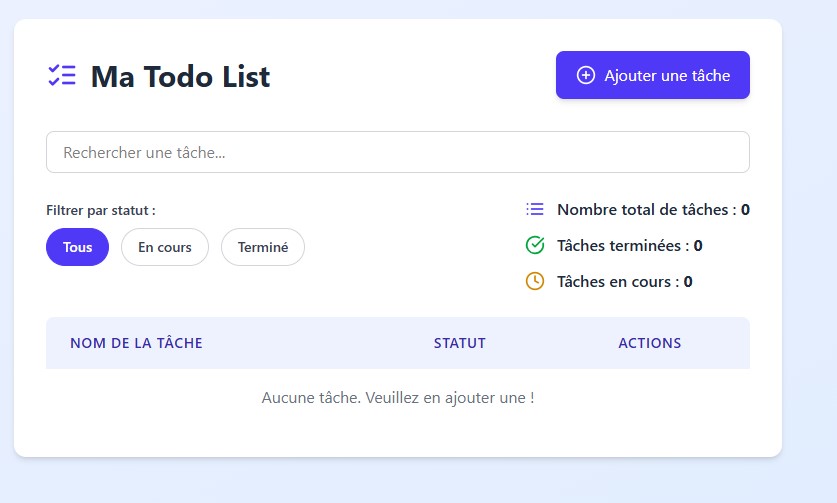 Ma Todo List
Ajouter une tâche
Rechercher une tâche...
Filtrer par statut :
Tous
En cours
Terminé
Nombre total de tâches : 0
Tâches terminées : 0
Tâches en cours : 0
NOM DE LA TÂCHE STATUT ACTIONS
Aucune tâche. Veuillez en ajouter une !